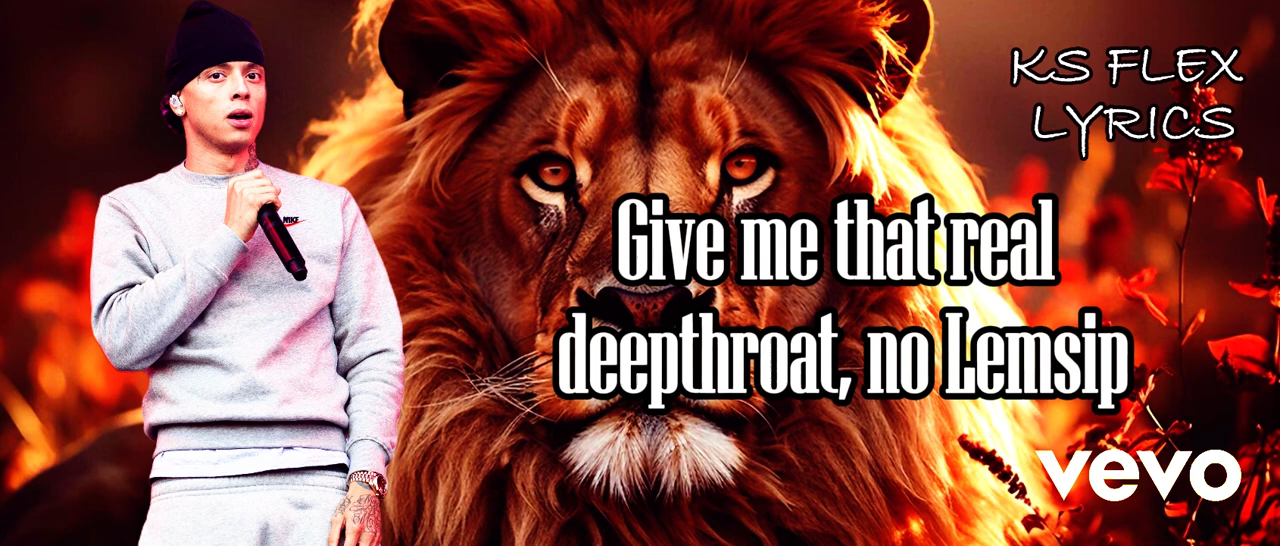 KS FLEX
LYRICS
NIKE
Give me that real
deepthroat, no Lemsip
vevo